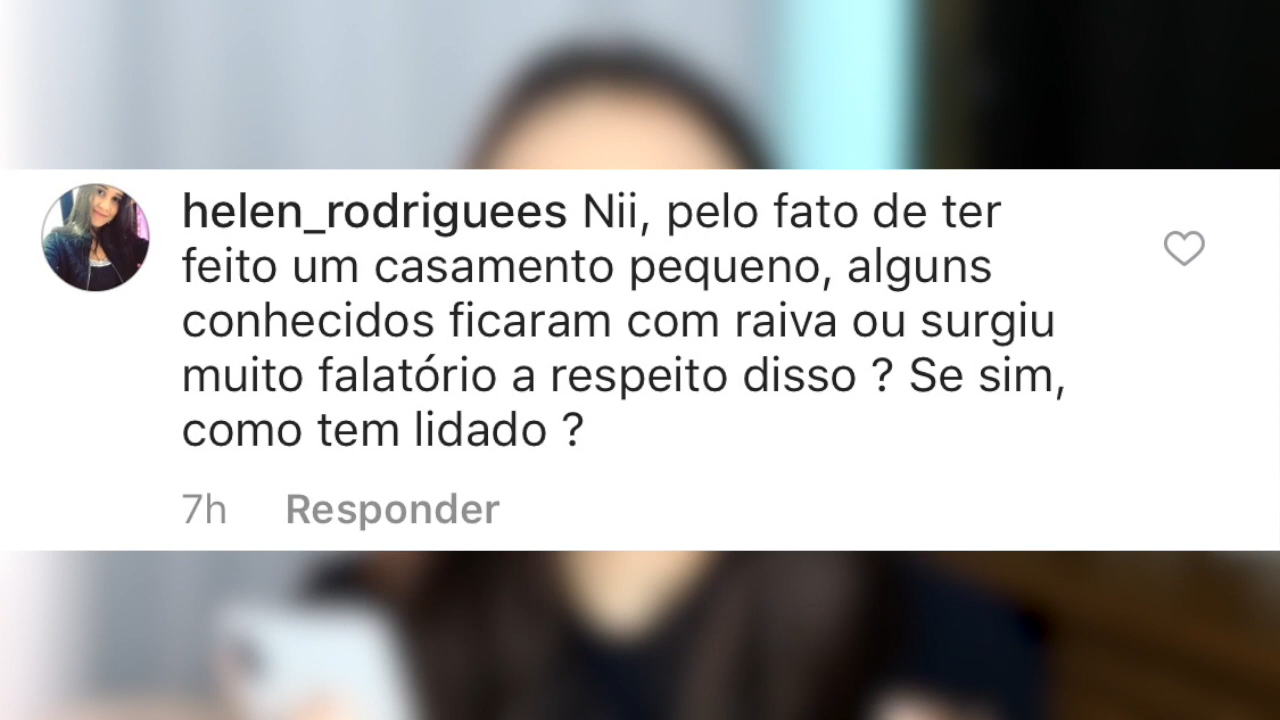 helen_rodriguees Nii, pelo fato de ter
feito um casamento pequeno, alguns
conhecidos ficaram com raiva ou surgiu
muito falatório a respeito disso ? Se sim,
como tem lidado ?
7h Responder